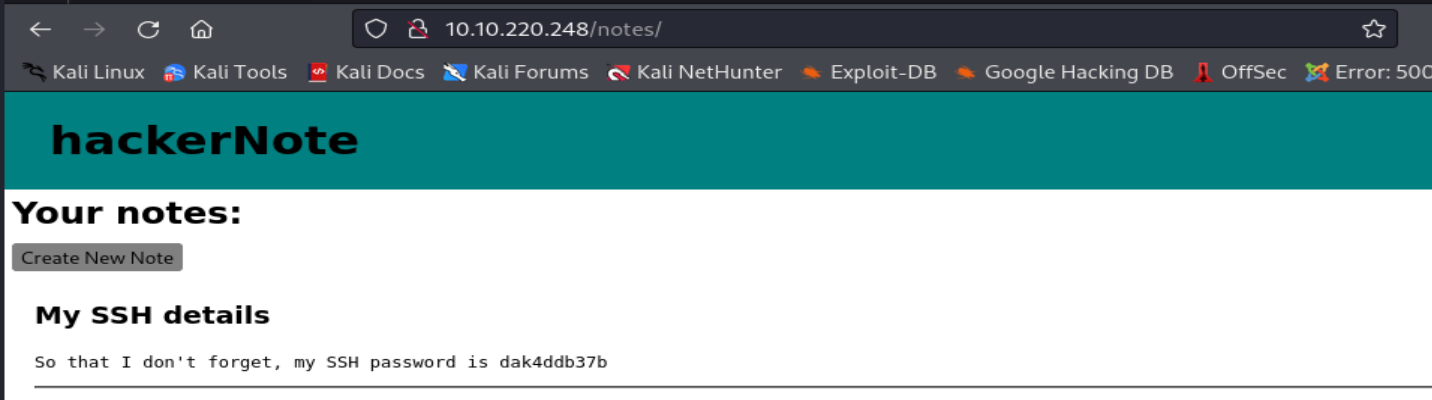 10.10.220.248/notes/
Kali Linux Kali Tools Kali Docs Kali Forums Kali NetHunter Exploit-DB Google Hacking DB OffSec Error: 500
hackerNote
Your notes:
Create New Note
My SSH details
So that I don't forget, my SSH password is dak4ddb37b